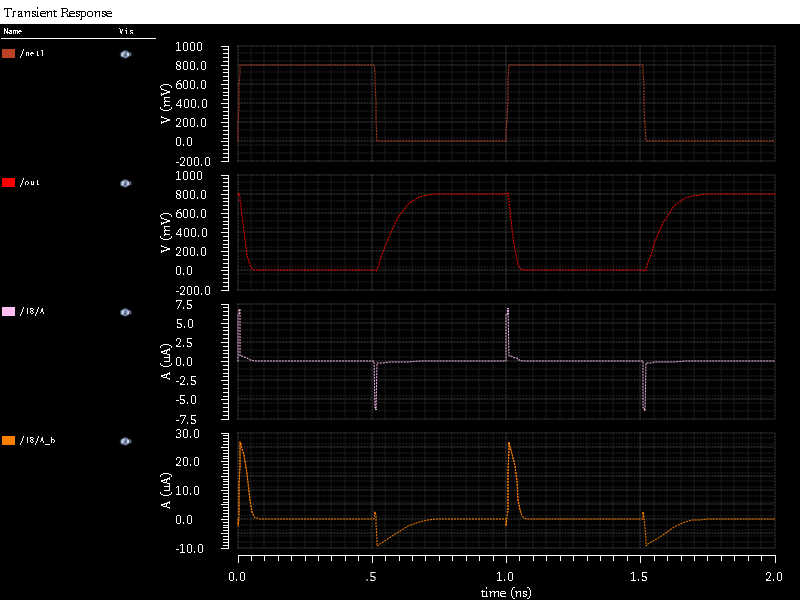 Transient Response
Name Vis
/net1
/out
/I8/A
/I8/A_b
V (mV)
1000
800.0
600.0
400.0
200.0
0.0
-200.0
V (mV)
1000
800.0
600.0
400.0
200.0
0.0
-200.0
A (uA)
7.5
5.0
2.5
0.0
-2.5
-5.0
-7.5
A (uA)
30.0
20.0
10.0
0.0
-10.0
0.0 .5 1.0 1.5 2.0
time (ns)